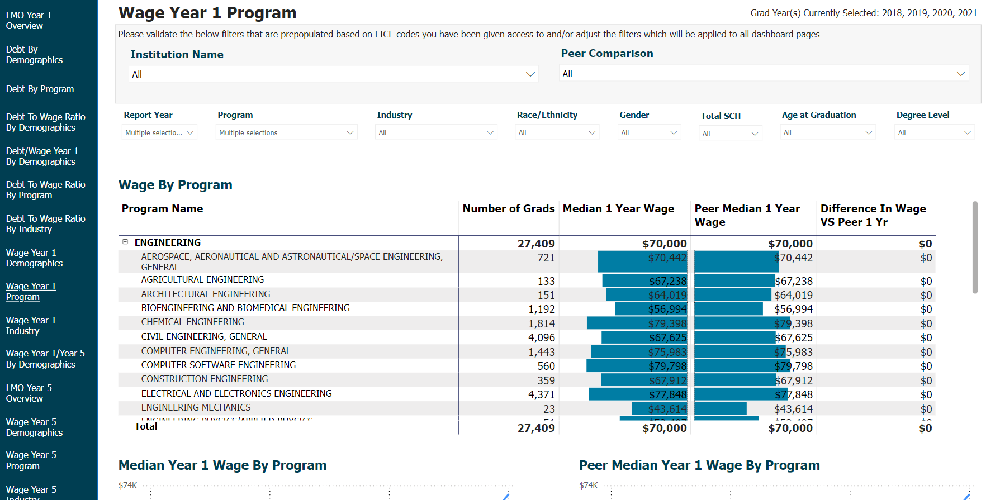 LMO Year 1
Overview
Debt By
Demographics
Debt By Program
Debt To Wage Ratio
By Demographics
Debt/Wage Year 1
By Demographics
Debt To Wage Ratio
By Program
Debt To Wage Ratio
By Industry
Wage Year 1
Demographics
Wage Year 1
Program
Wage Year 1
Industry
Wage Year 1/Year 5
By Demographics
LMO Year 5
Overview
Wage Year 5
Demographics
Wage Year 5
Program
Wage Year 5
Industry
Wage Year 1 Program
Grad Year(s) Currently Selected: 2018, 2019, 2020, 2021
Please validate the below filters that are prepopulated based on FICE codes you have been given access to and/or adjust the filters which will be applied to all dashboard pages
Institution Name
All
Peer Comparison
All
Report Year
Multiple selectio...
Program
Multiple selections
Industry
All
Race/Ethnicity
All
Gender
All
Total SCH
All
Age at Graduation
All
Degree Level
All
Wage By Program
Program Name Number of Grads Median 1 Year Wage Peer Median 1 Year Wage Difference In Wage VS Peer 1 Yr
ENGINEERING 27,409 $70,000 $70,000 $0
AEROSPACE, AERONAUTICAL AND ASTRONAUTICAL/SPACE ENGINEERING, GENERAL 721 $70,442 $70,442 $0
AGRICULTURAL ENGINEERING 133 $67,238 $67,238 $0
ARCHITECTURAL ENGINEERING 151 $64,019 $64,019 $0
BIOENGINEERING AND BIOMEDICAL ENGINEERING 1,192 $56,994 $56,994 $0
CHEMICAL ENGINEERING 1,814 $79,398 $79,398 $0
CIVIL ENGINEERING, GENERAL 4,096 $67,625 $67,625 $0
COMPUTER ENGINEERING, GENERAL 1,443 $75,983 $75,983 $0
COMPUTER SOFTWARE ENGINEERING 560 $79,798 $79,798 $0
CONSTRUCTION ENGINEERING 359 $67,912 $67,912 $0
ELECTRICAL AND ELECTRONICS ENGINEERING 4,371 $77,848 $77,848 $0
ENGINEERING MECHANICS 23 $43,614 $43,614 $0
ENGINEERING PHYSICS/APPLIED PHYSICS
Total 27,409 $70,000 $70,000 $0
Median Year 1 Wage By Program
$74K
Peer Median Year 1 Wage By Program
$74K